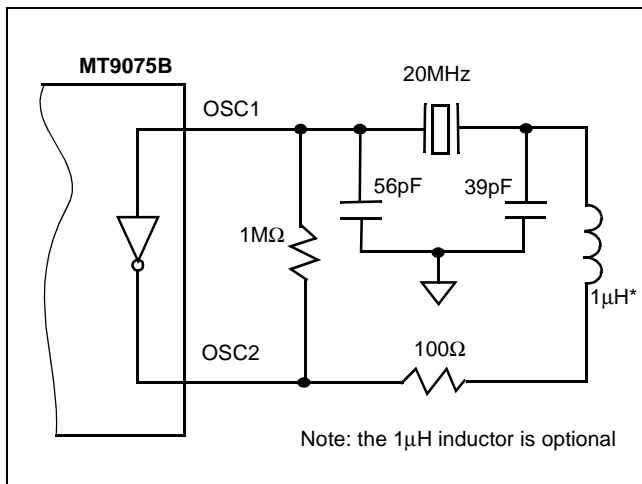 MT9075B
20MHz
OSC1
56pF
39pF
1MΩ
1µH*
OSC2
100Ω
Note: the 1µH inductor is optional